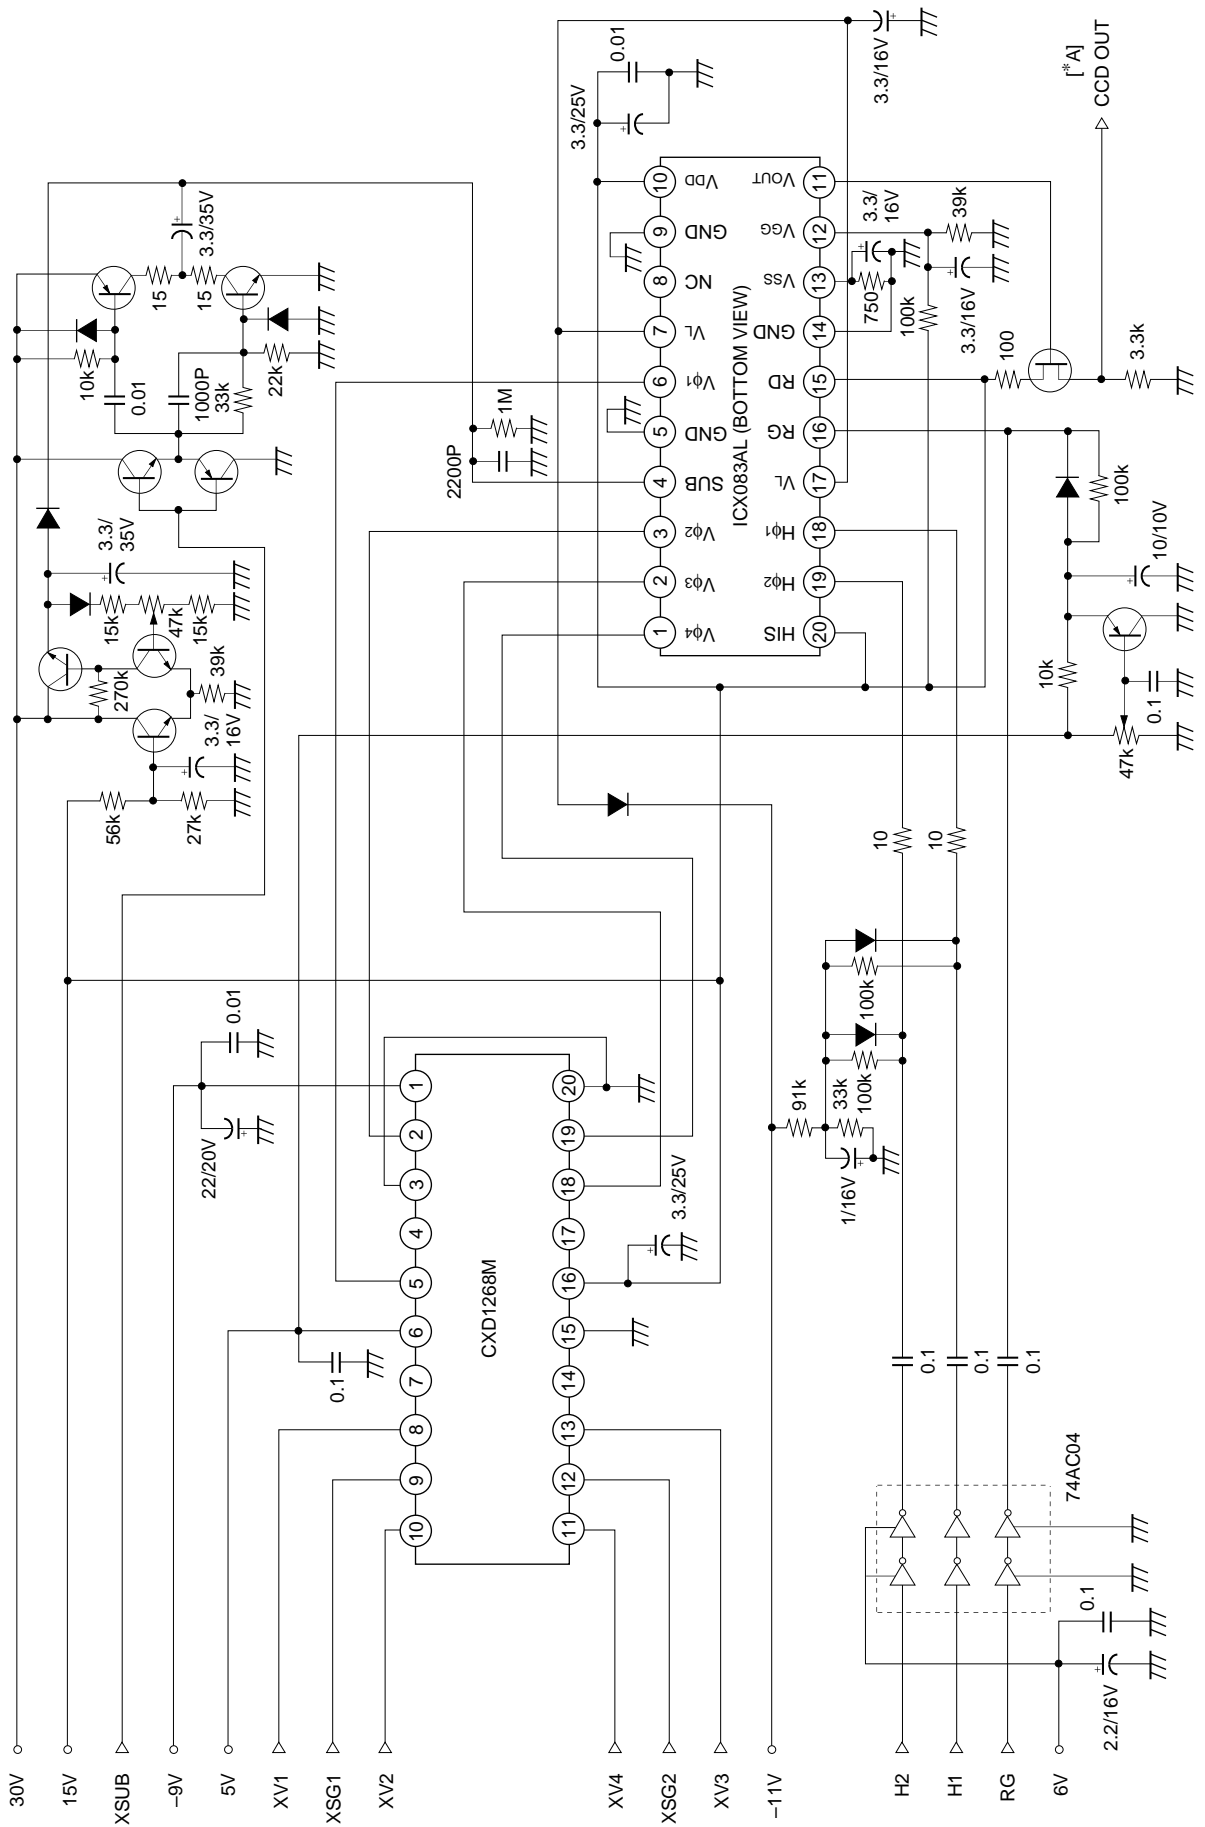 30V
15V
XSUB
–9V
5V
XV1
XSG1
XV2
XV4
XSG2
XV3
–11V
H2
H1
RG
6V
56k
27k
3.3/
16V
270k
39k
15k
47k
15k
3.3/
35V
10k
0.01
1000P
33k
22k
15
15
3.3/35V
2200P
1M
22/20V
0.01
0.1
CXD1268M
10
9
8
7
6
5
4
3
2
1
11
12
13
14
15
16
17
18
19
20
3.3/25V
ICX083AL (BOTTOM VIEW)
1
2
3
4
5
6
7
8
9
10
Vϕ4
Vϕ3
Vϕ2
SUB
GND
Vϕ1
VL
NC
GND
VDD
20
19
18
17
16
15
14
13
12
11
HIS
Hϕ2
Hϕ1
VL
RG
RD
GND
VSS
VGG
VOUT
3.3/25V
0.01
3.3/16V
[*A]
CCD OUT
750
3.3/
16V
100k
3.3/16V
39k
100
3.3k
100k
10/10V
10k
0.1
47k
10
10
91k
33k
1/16V
100k
100k
0.1
0.1
0.1
74AC04
0.1
2.2/16V